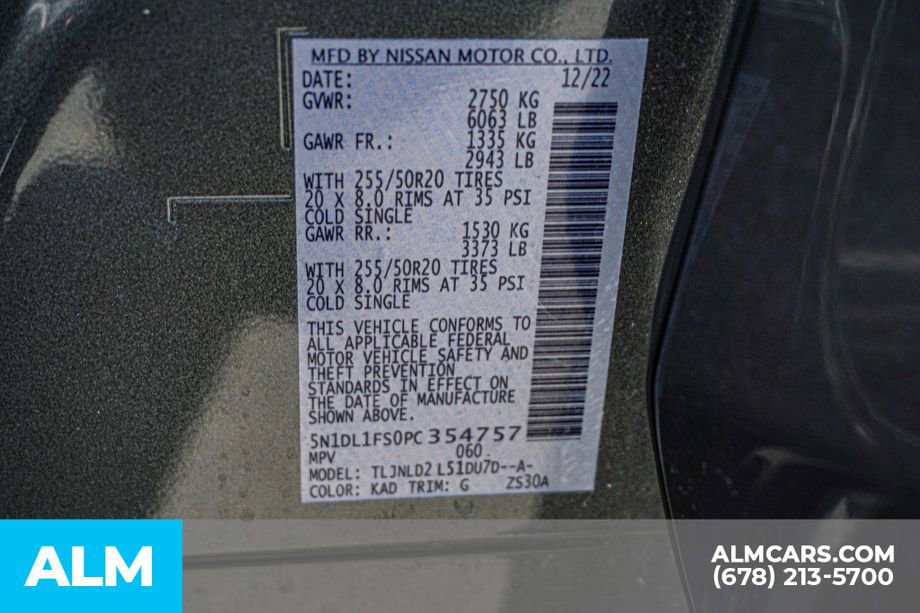 MFD BY NISSAN MOTOR CO., LTD.
DATE: 12/22
GVWR: 2750 KG
6063 LB
GAWR FR.: 1335 KG
2943 LB
WITH 255/50R20 TIRES
20 X 8.0 RIMS AT 35 PSI
COLD SINGLE
GAWR RR.: 1530 KG
3373 LB
WITH 255/50R20 TIRES
20 X 8.0 RIMS AT 35 PSI
COLD SINGLE
THIS VEHICLE CONFORMS TO
ALL APPLICABLE FEDERAL
MOTOR VEHICLE SAFETY AND
THEFT PREVENTION
STANDARDS IN EFFECT ON
THE DATE OF MANUFACTURE
SHOWN ABOVE.
5N1DL1FS0PC354757
MPV 060
MODEL: TLJNLD2 L51DU7D--A-
COLOR: KAD TRIM: G ZS30A
ALM
ALMCARS.COM
(678) 213-5700